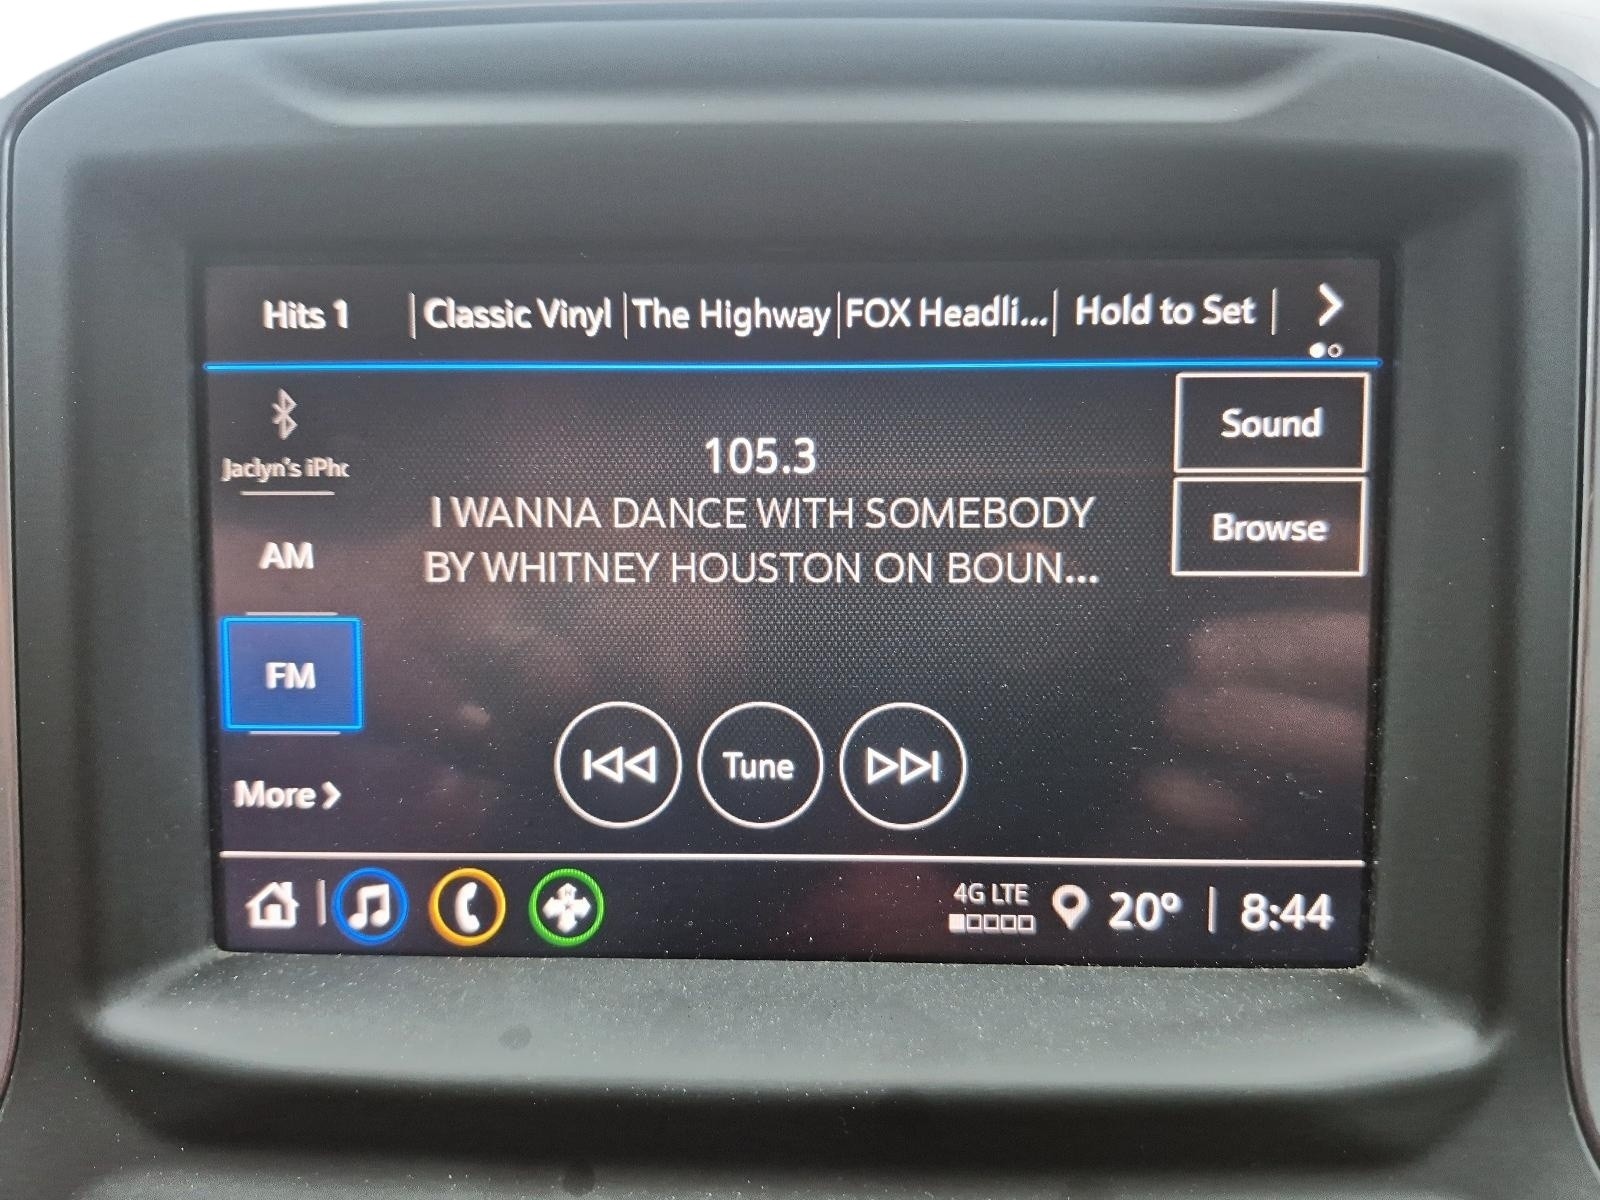 Hits 1 | Classic Vinyl | The Highway | FOX Headli... | Hold to Set |
Jaclyn's iPho
105.3
I WANNA DANCE WITH SOMEBODY
BY WHITNEY HOUSTON ON BOUN...
Sound
Browse
AM
FM
More
Tune
4G LTE
20° | 8:44